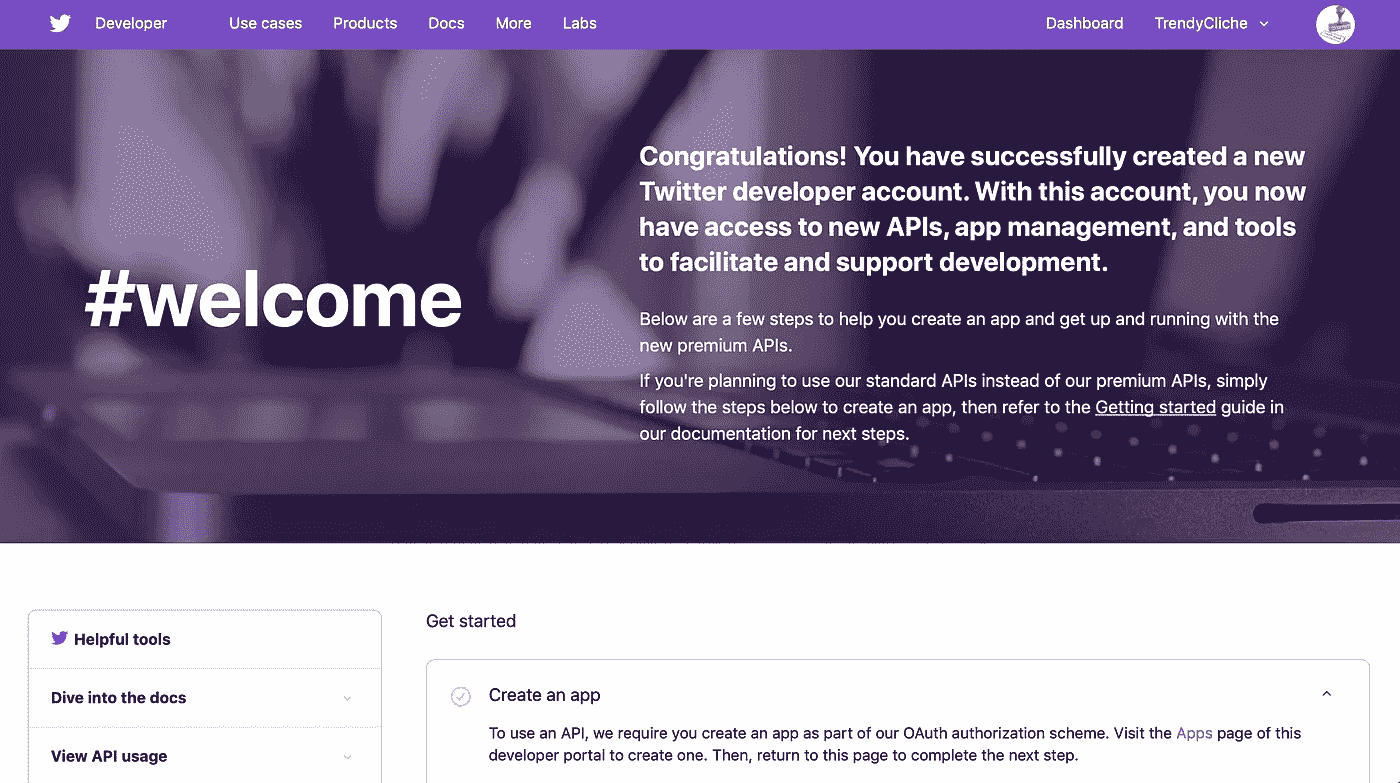 Developer Use cases Products Docs More Labs Dashboard TrendyCliche
#welcome
Congratulations! You have successfully created a new
Twitter developer account. With this account, you now
have access to new APIs, app management, and tools
to facilitate and support development.
Below are a few steps to help you create an app and get up and running with the
new premium APIs.
If you're planning to use our standard APIs instead of our premium APIs, simply
follow the steps below to create an app, then refer to the Getting started guide in
our documentation for next steps.
Helpful tools
Dive into the docs
View API usage
Get started
Create an app
To use an API, we require you create an app as part of our OAuth authorization scheme. Visit the Apps page of this
developer portal to create one. Then, return to this page to complete the next step.